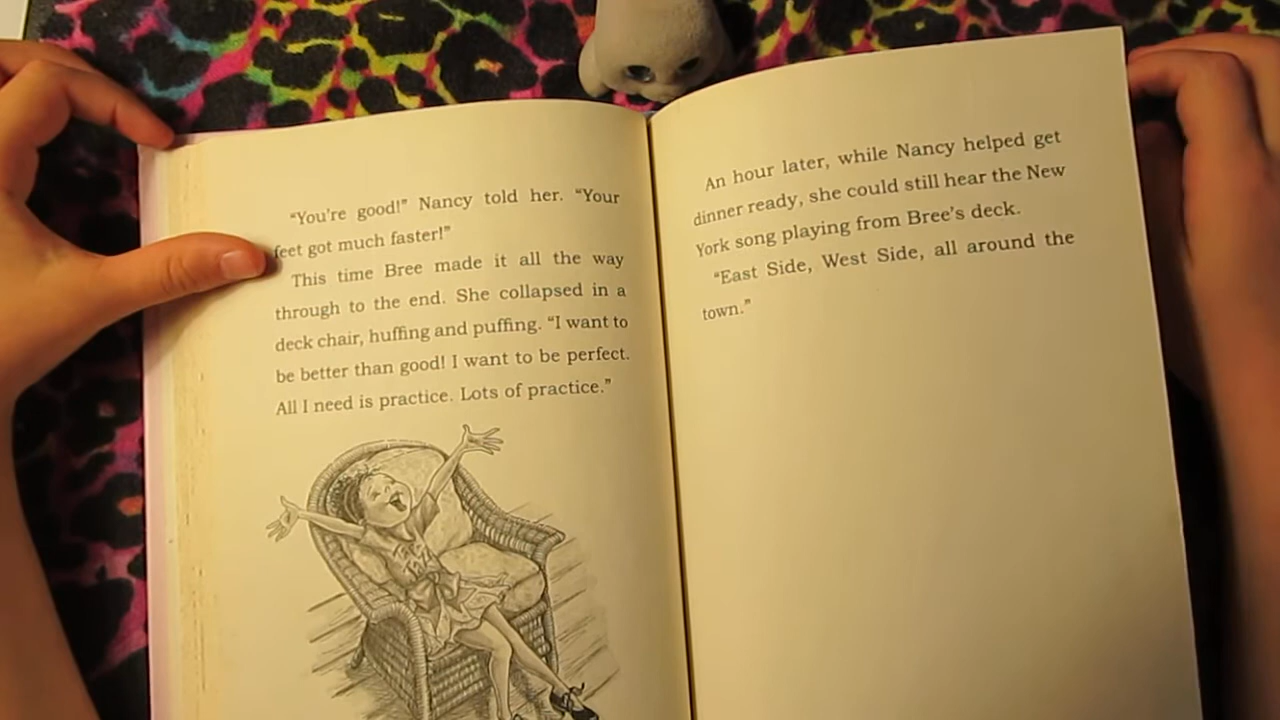 “You’re good!” Nancy told her. “Your
feet got much faster!”
This time Bree made it all the way
through to the end. She collapsed in a
deck chair, huffing and puffing. “I want to
be better than good! I want to be perfect.
All I need is practice. Lots of practice.”
An hour later, while Nancy helped get
dinner ready, she could still hear the New
York song playing from Bree’s deck.
“East Side, West Side, all around the
town.”